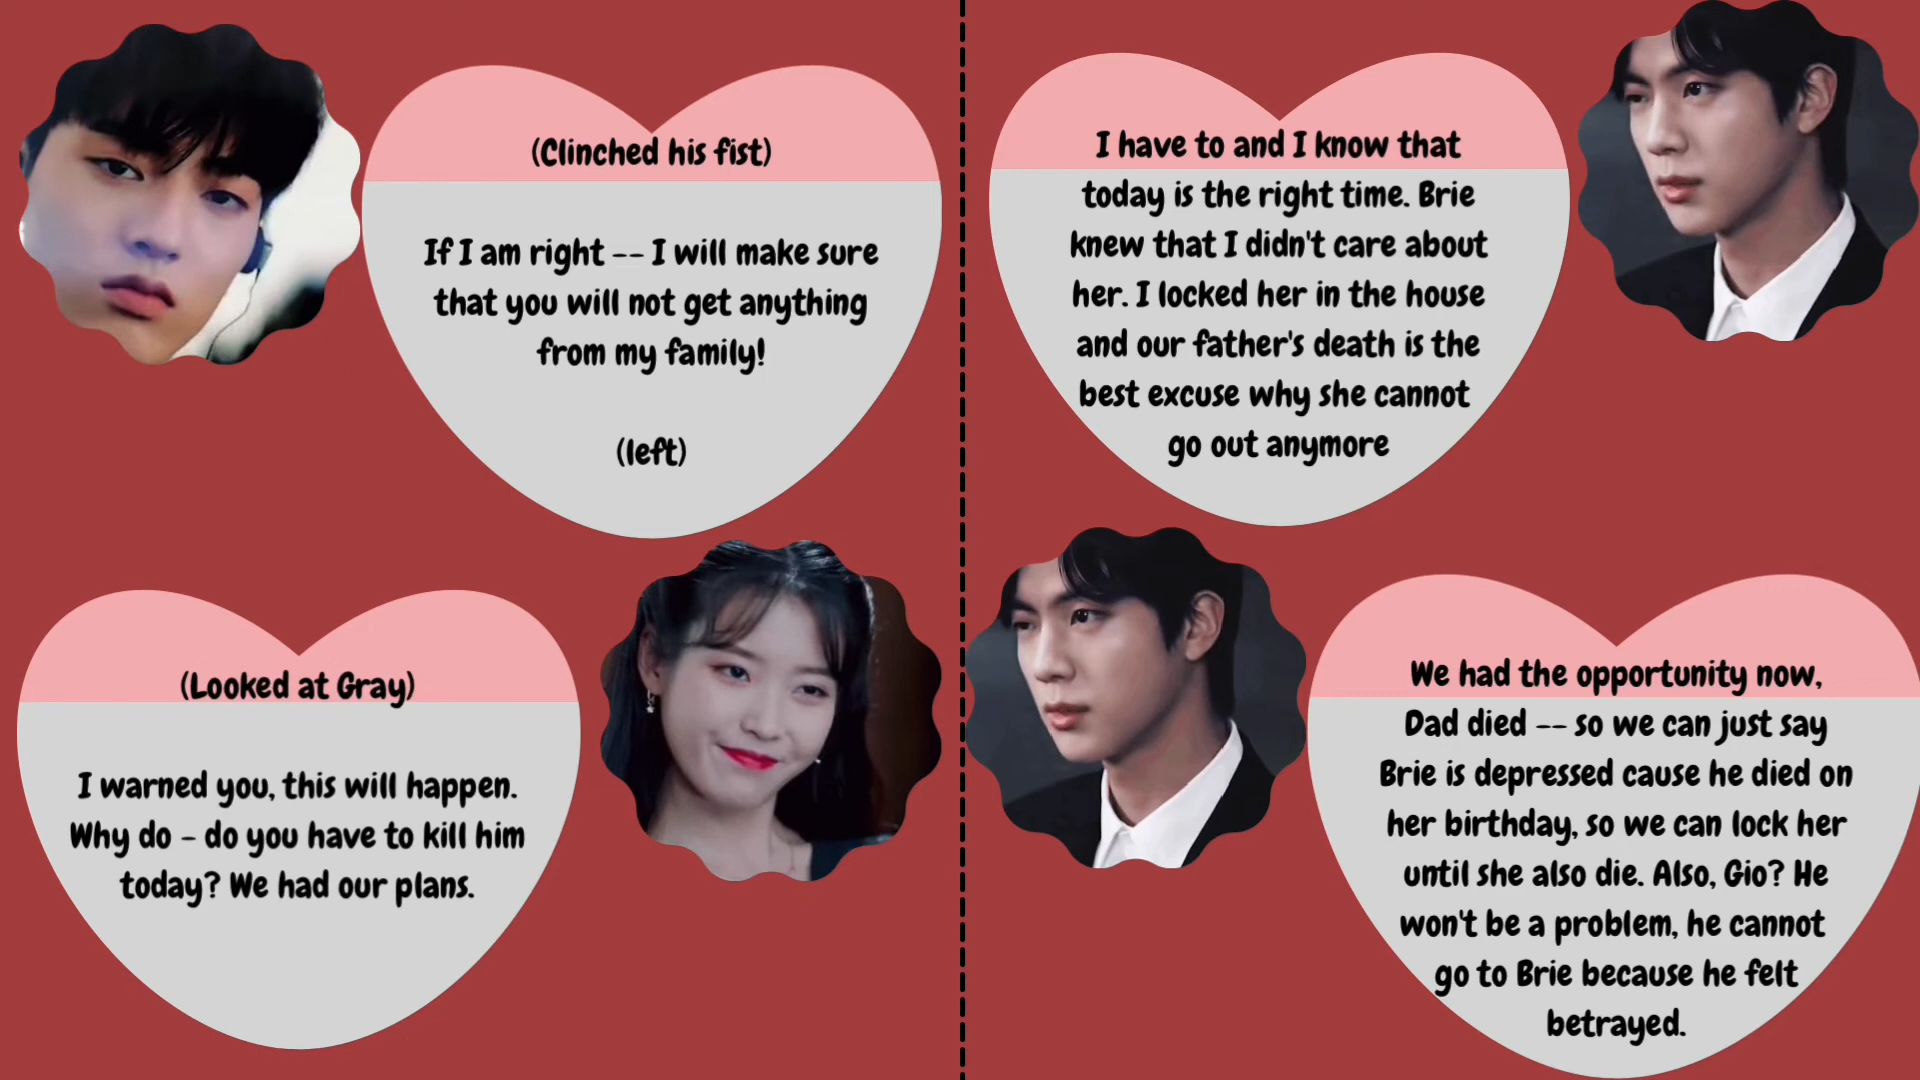 (Clinched his fist)
If I am right -- I will make sure
that you will not get anything
from my family!
(left)
(Looked at Gray)
I warned you, this will happen.
Why do - do you have to kill him
today? We had our plans.
I have to and I know that
today is the right time. Brie
knew that I didn't care about
her. I locked her in the house
and our father's death is the
best excuse why she cannot
go out anymore
We had the opportunity now,
Dad died -- so we can just say
Brie is depressed cause he died on
her birthday, so we can lock her
until she also die. Also, Gio? He
won't be a problem, he cannot
go to Brie because he felt
betrayed.